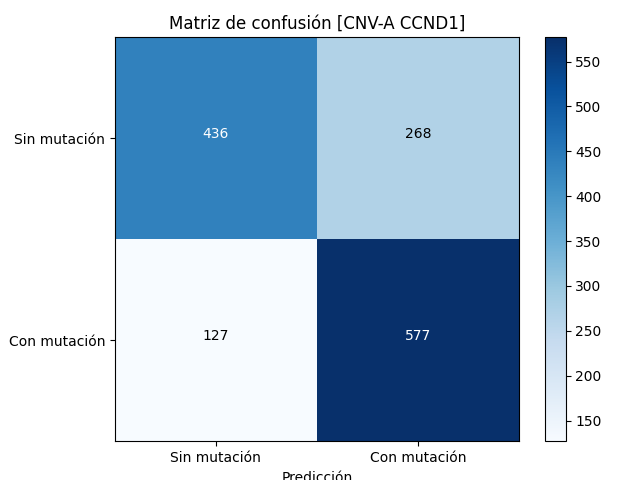 Matriz de confusión [CNV-A CCND1]
Sin mutación
436
268
Con mutación
127
577
Sin mutación
Con mutación
Predicción
550
500
450
400
350
300
250
200
150